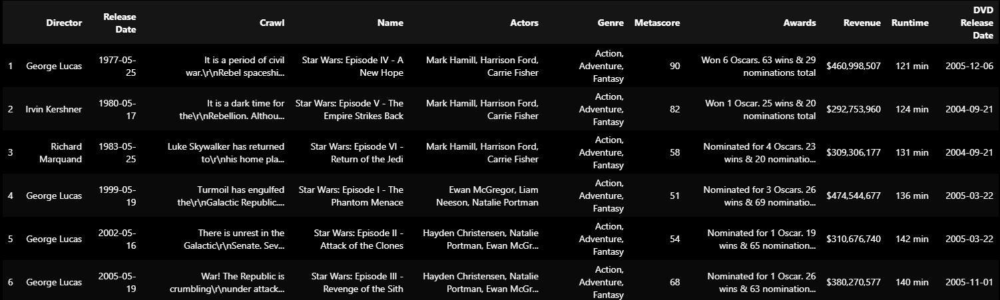 Director Release Date Crawl Name Actors Genre Metascore Awards Revenue Runtime DVD Release Date
1 George Lucas 1977-05-25 It is a period of civil war.\r\nRebel spaceshi... Star Wars: Episode IV - A New Hope Mark Hamill, Harrison Ford, Carrie Fisher Action, Adventure, Fantasy 90 Won 6 Oscars. 63 wins & 29 nominations total $460,998,507 121 min 2005-12-06
2 Irvin Kershner 1980-05-17 It is a dark time for the\r\nRebellion. Althou... Star Wars: Episode V - The Empire Strikes Back Mark Hamill, Harrison Ford, Carrie Fisher Action, Adventure, Fantasy 82 Won 1 Oscar. 25 wins & 20 nominations total $292,753,960 124 min 2004-09-21
3 Richard Marquand 1983-05-25 Luke Skywalker has returned to\r\nhis home pla... Star Wars: Episode VI - Return of the Jedi Mark Hamill, Harrison Ford, Carrie Fisher Action, Adventure, Fantasy 58 Nominated for 4 Oscars. 23 wins & 20 nominatio... $309,306,177 131 min 2004-09-21
4 George Lucas 1999-05-19 Turmoil has engulfed the\r\nGalactic Republic.... Star Wars: Episode I - The Phantom Menace Ewan McGregor, Liam Neeson, Natalie Portman Action, Adventure, Fantasy 51 Nominated for 3 Oscars. 26 wins & 69 nominatio... $474,544,677 136 min 2005-03-22
5 George Lucas 2002-05-16 There is unrest in the Galactic\r\nSenate. Sev... Star Wars: Episode II - Attack of the Clones Hayden Christensen, Natalie Portman, Ewan McGr... Action, Adventure, Fantasy 54 Nominated for 1 Oscar. 19 wins & 65 nomination... $310,676,740 142 min 2005-03-22
6 George Lucas 2005-05-19 War! The Republic is crumbling\r\nunder attack... Star Wars: Episode III - Revenge of the Sith Hayden Christensen, Natalie Portman, Ewan McGr... Action, Adventure, Fantasy 68 Nominated for 1 Oscar. 26 wins & 63 nomination... $380,270,577 140 min 2005-11-01